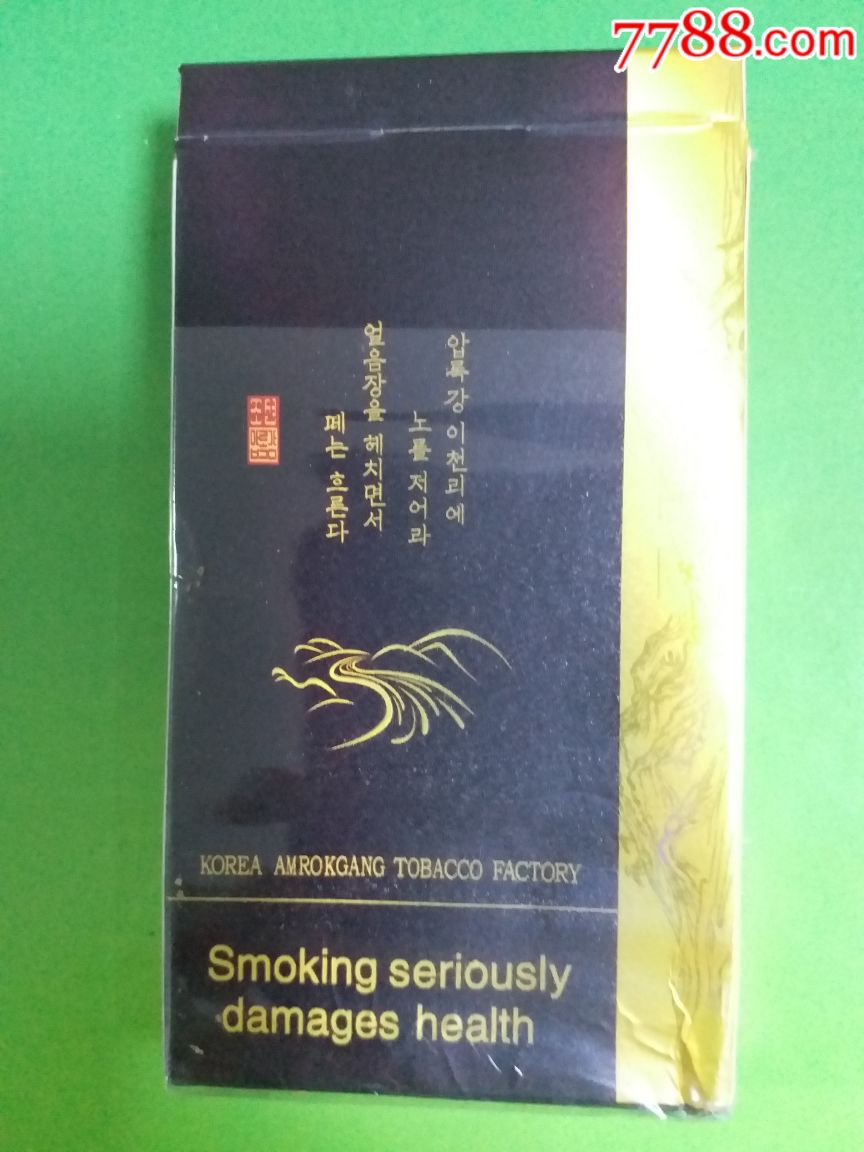 7788.com
압록강 이천리에
노를 저어라
얼음장을 헤치면서
떼는 흐른다
KOREA AMROKGANG TOBACCO FACTORY
Smoking seriously
damages health